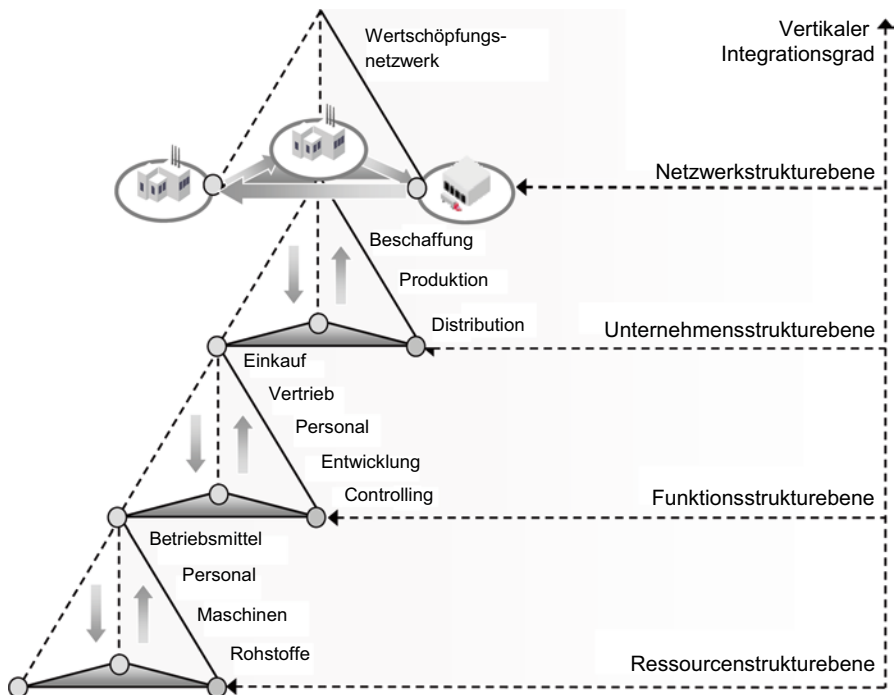 Wertschöpfungs-
netzwerk
Vertikaler
Integrationsgrad
Netzwerkstrukturebene
Beschaffung
Produktion
Distribution
Unternehmensstrukturebene
Einkauf
Vertrieb
Personal
Entwicklung
Controlling
Funktionsstrukturebene
Betriebsmittel
Personal
Maschinen
Rohstoffe
Ressourcenstrukturebene